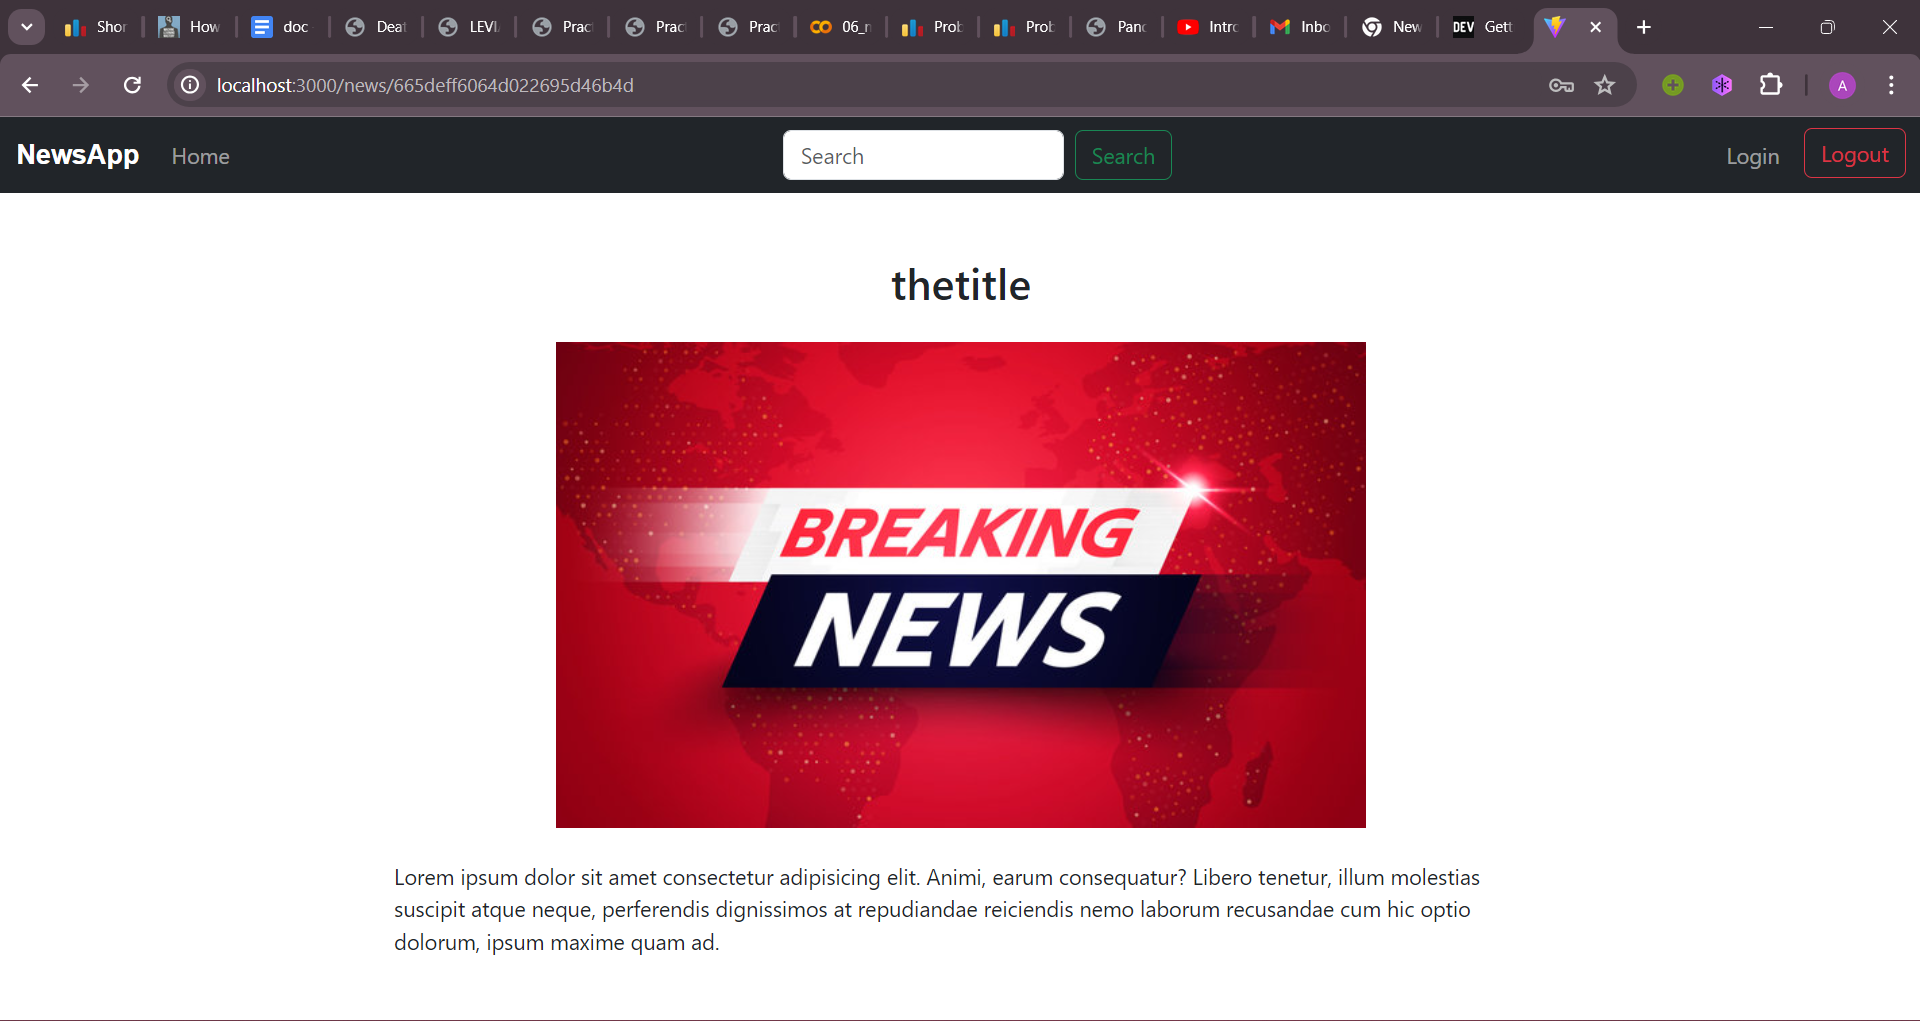 Shor
How
doc
Deat
LEVI
Prac
Prac
Prac
06_r
Prob
Prob
Panc
Intro
Inbo
New
DEV Gett
localhost:3000/news/665deff6064d022695d46b4d
A
NewsApp Home Search Search Login Logout
thetitle
BREAKING
NEWS
Lorem ipsum dolor sit amet consectetur adipisicing elit. Animi, earum consequatur? Libero tenetur, illum molestias
suscipit atque neque, perferendis dignissimos at repudiandae reiciendis nemo laborum recusandae cum hic optio
dolorum, ipsum maxime quam ad.